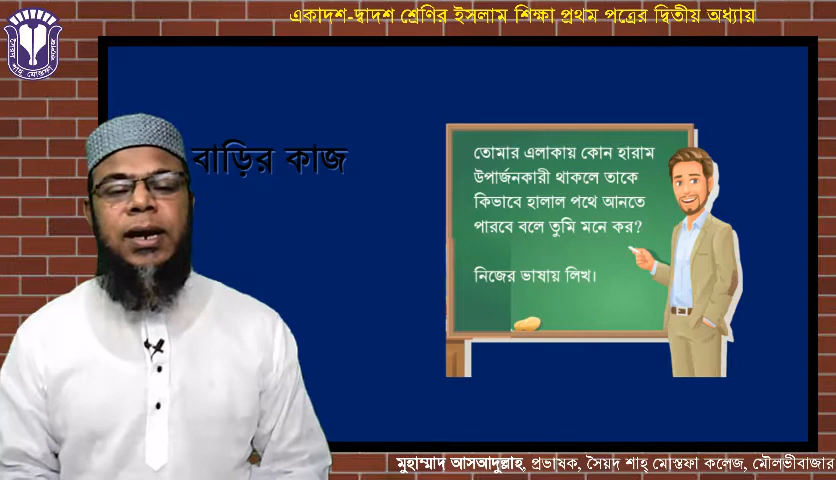 একাদশ-দ্বাদশ শ্রেণির ইসলাম শিক্ষা প্রথম পত্রের দ্বিতীয় অধ্যায়
বাড়ির কাজ
তোমার এলাকায় কোন হারাম
উপার্জনকারী থাকলে তাকে
কিভাবে হালাল পথে আনতে
পারবে বলে তুমি মনে কর?
নিজের ভাষায় লিখ।
মুহাম্মাদ আসআদুল্লাহ, প্রভাষক, সৈয়দ শাহ্ মোস্তফা কলেজ, মৌলভীবাজার